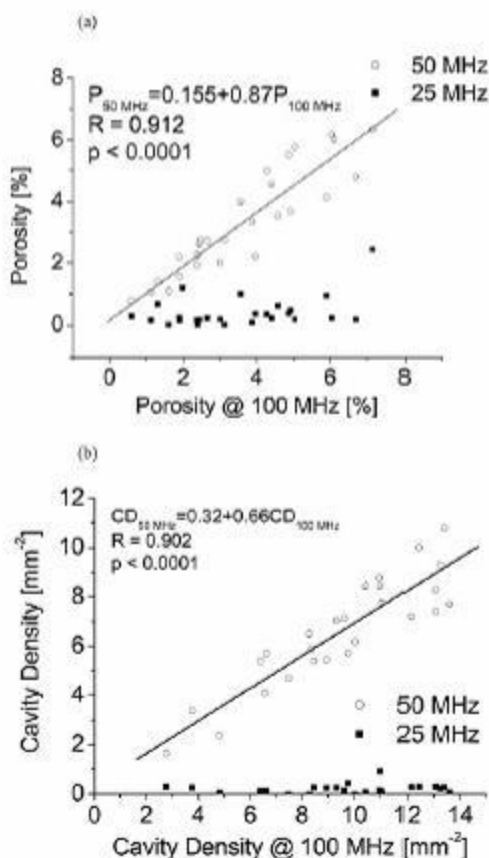 (a)
50 MHz
25 MHz
P50 MHz=0.155+0.87P100 MHz
R = 0.912
p < 0.0001
Porosity [%]
8
6
4
2
0
0 2 4 6 8
Porosity @ 100 MHz [%]
(b)
CD50 MHz=0.32+0.66CD100 MHz
R = 0.902
p < 0.0001
Cavity Density [mm-2]
12
10
8
6
4
2
0
50 MHz
25 MHz
0 2 4 6 8 10 12 14
Cavity Density @ 100 MHz [mm-2]